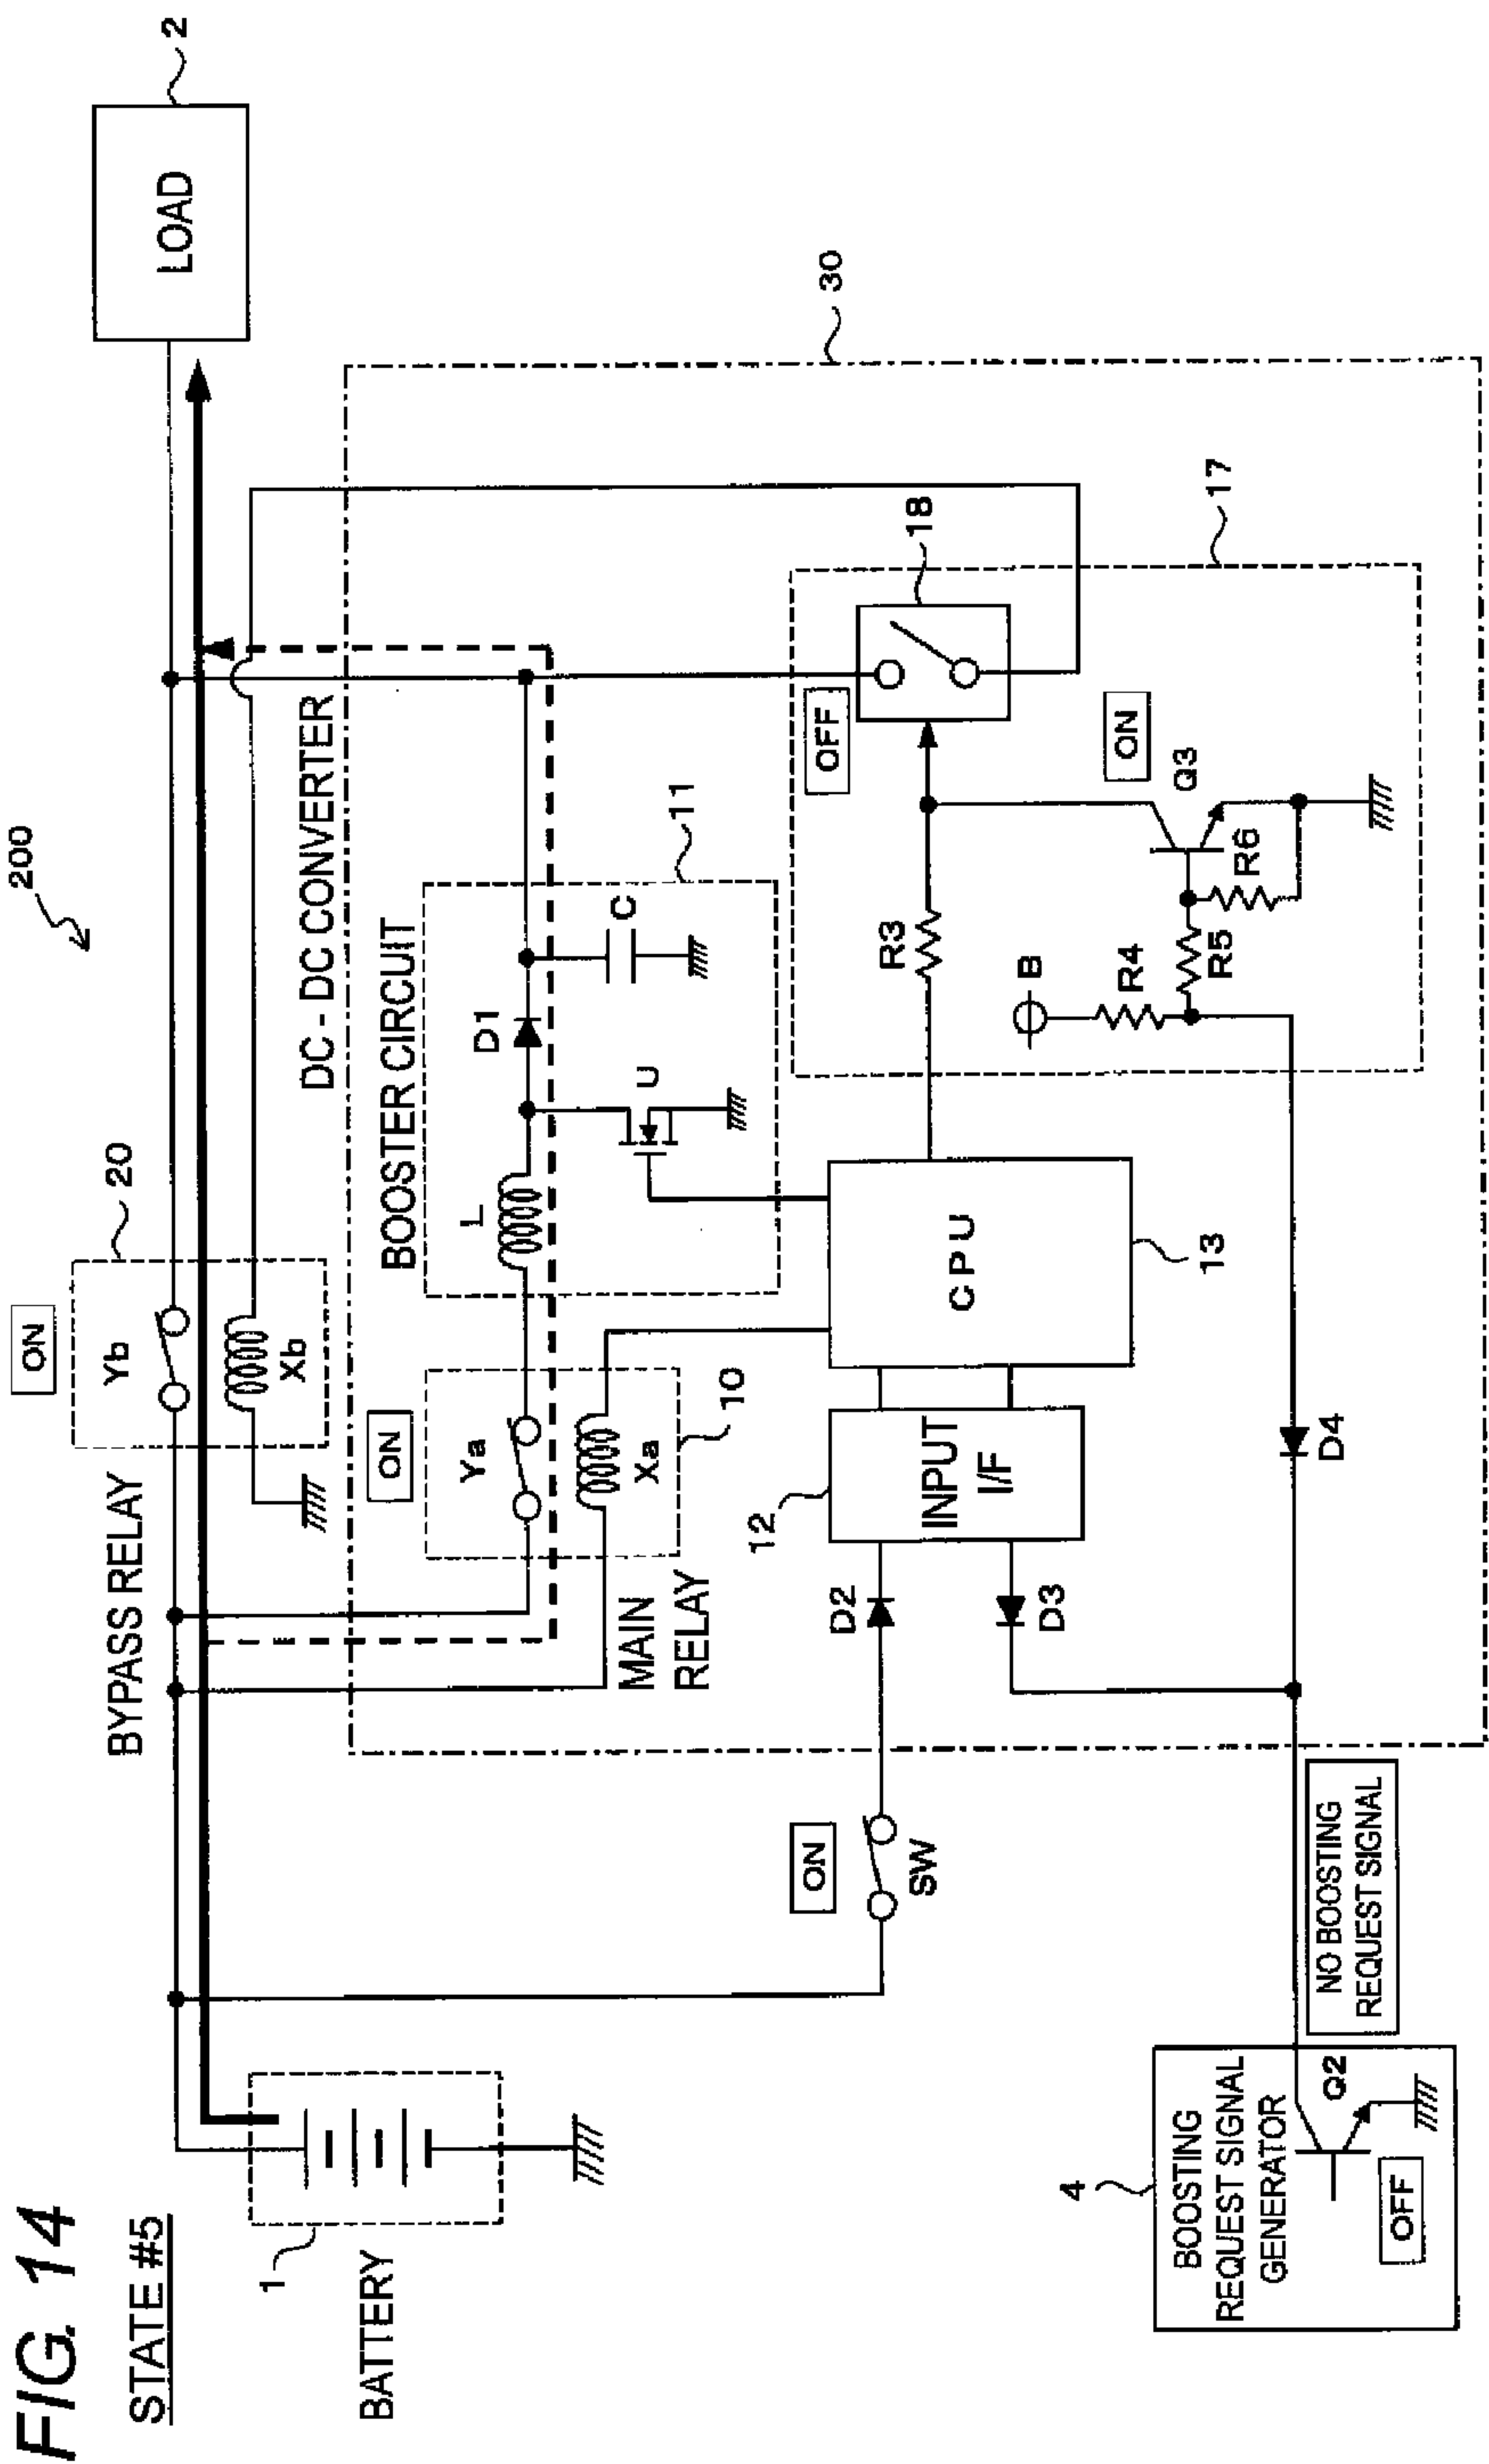 FIG. 14
STATE #5
200
LOAD
2
20
ON
Yb
Xb
BYPASS RELAY
DC - DC CONVERTER
30
BOOSTER CIRCUIT
11
L
D1
C
U
ON
Ya
Xa
10
MAIN
RELAY
1
BATTERY
ON
SW
D2
D3
12
INPUT
I/F
CPU
13
17
18
OFF
R3
ON
Q3
B
R4
R5
R6
D4
4
BOOSTING
REQUEST SIGNAL
GENERATOR
Q2
OFF
NO BOOSTING
REQUEST SIGNAL